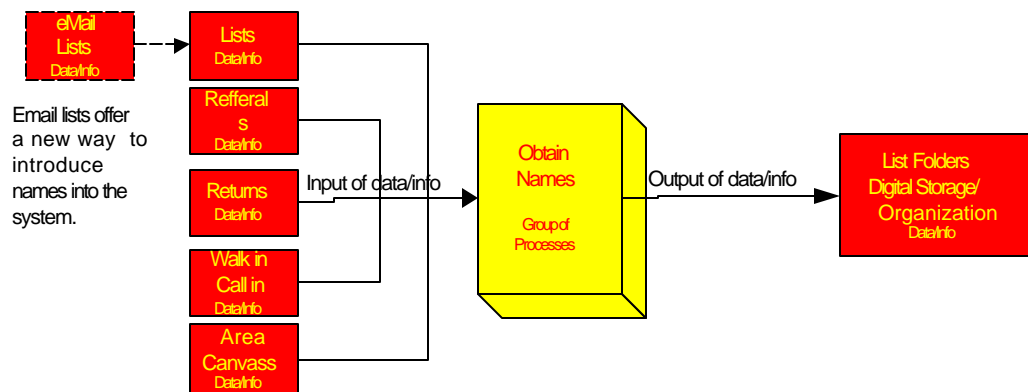 eMail
Lists
Data/Info
Email lists offer
a new way to
introduce
names into the
system.
Lists
Data/Info
Refferal
s
Data/Info
Returns
Data/Info
Walk in
Call in
Data/Info
Area
Canvass
Data/Info
Input of data/info
Obtain
Names
Group of
Processes
Output of data/info
List Folders
Digital Storage/
Organization
Data/Info